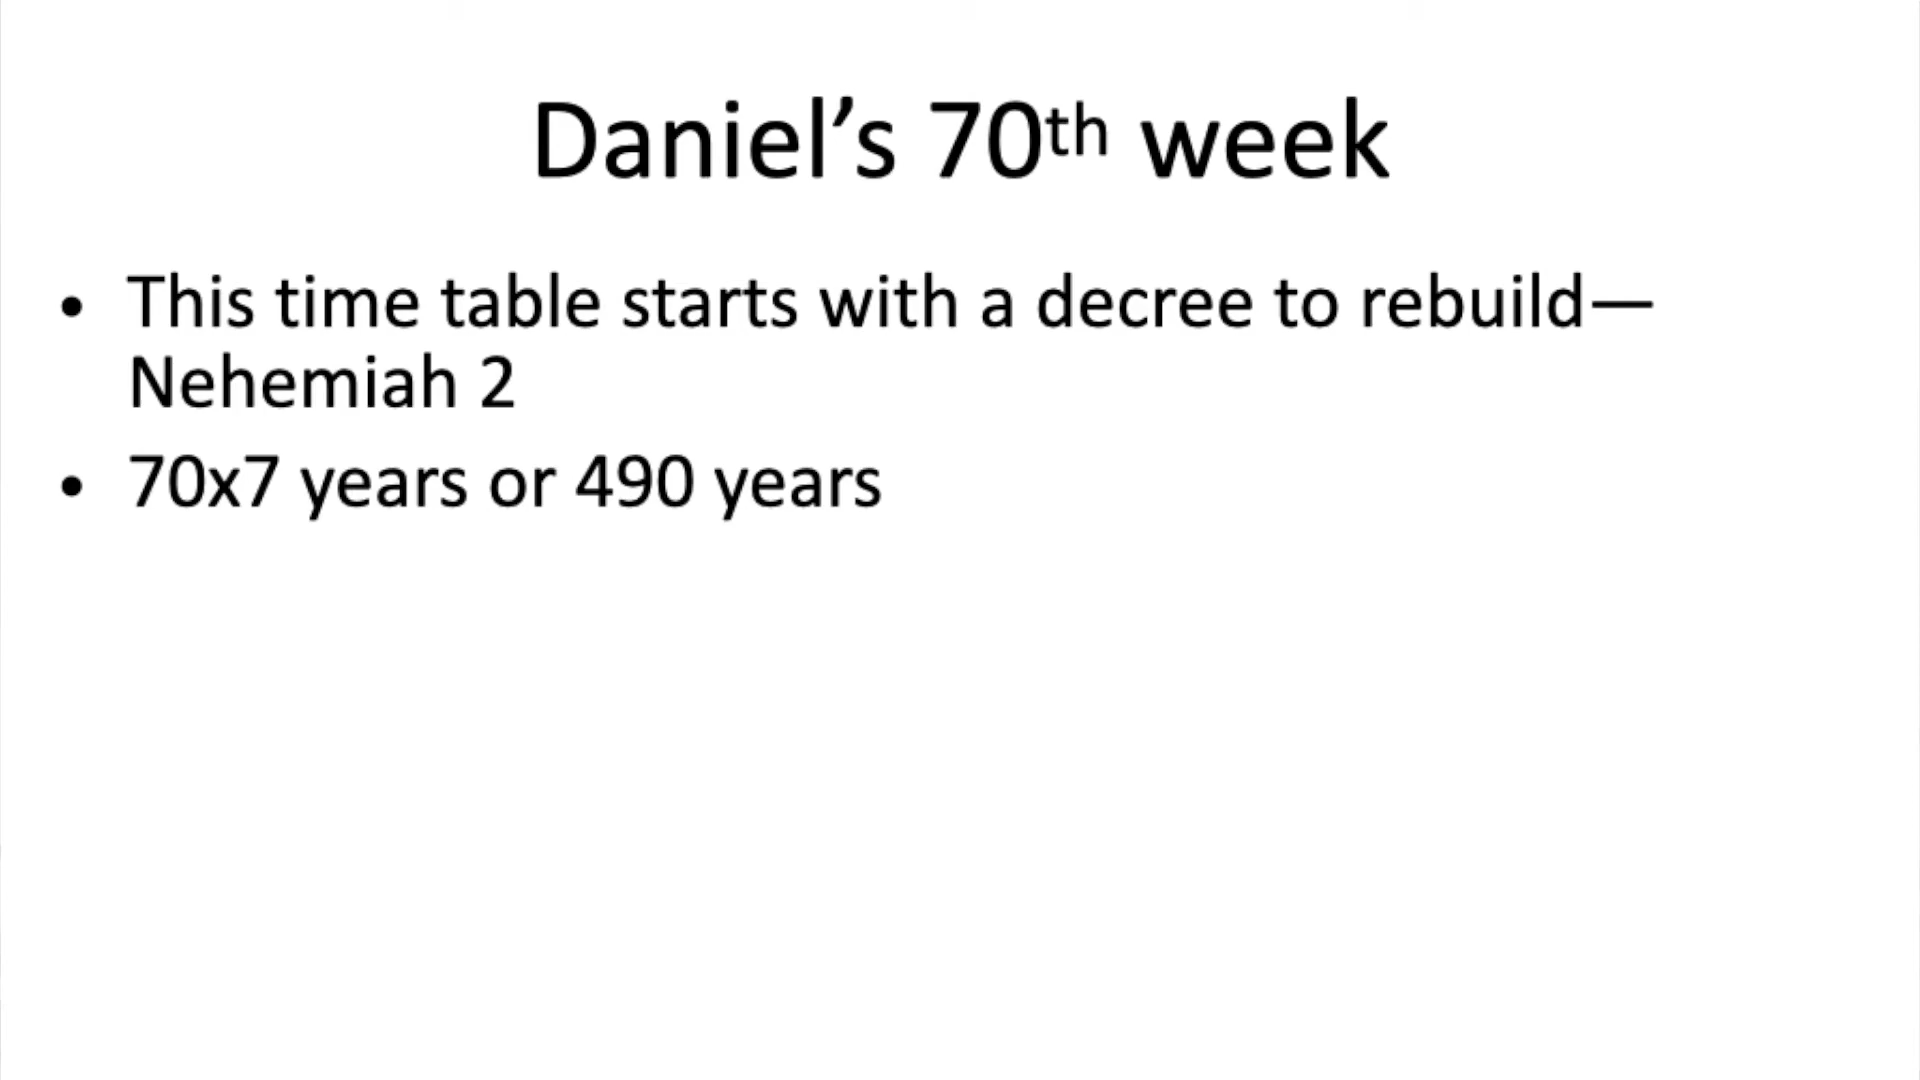 Daniel’s 70th week
• This time table starts with a decree to rebuild—
Nehemiah 2
• 70x7 years or 490 years